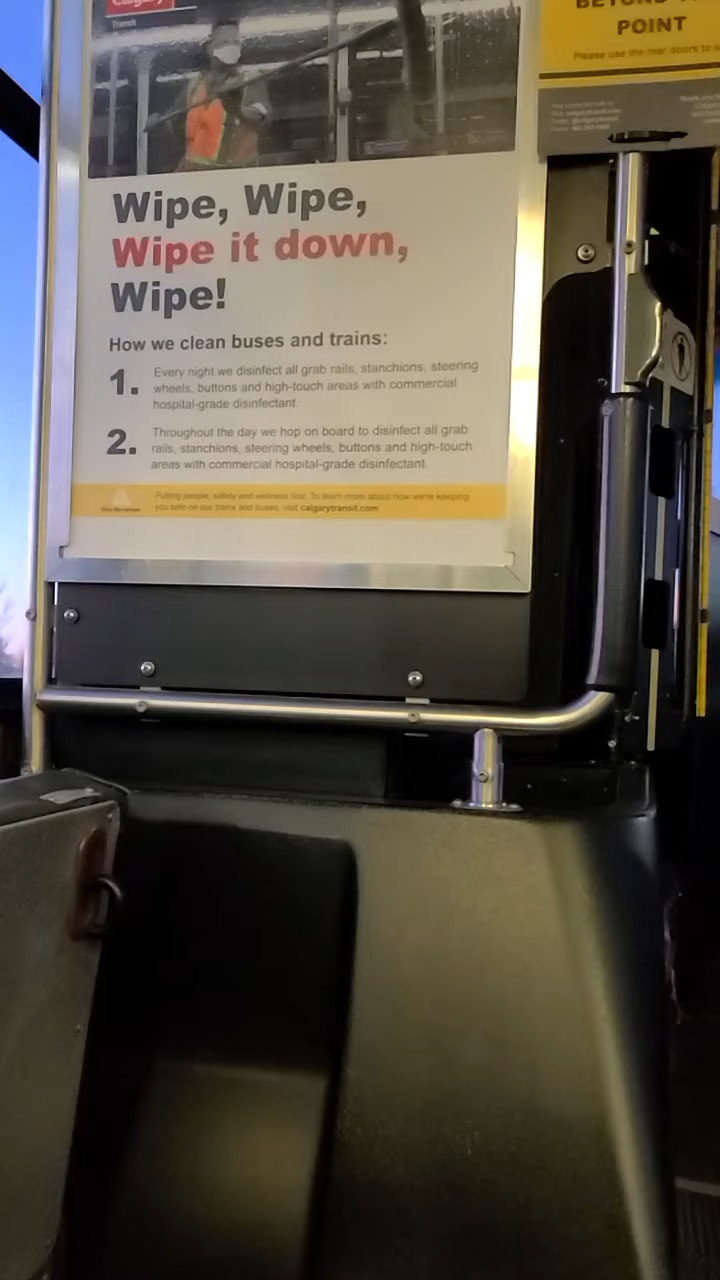 Calgary
Transit
POINT
Please use the rear doors to
Wipe, Wipe,
Wipe it down,
Wipe!
How we clean buses and trains:
1. Every night we disinfect all grab rails, stanchions, steering
wheels, buttons and high-touch areas with commercial
hospital-grade disinfectant.
2. Throughout the day we hop on board to disinfect all grab
rails, stanchions, steering wheels, buttons and high-touch
areas with commercial hospital-grade disinfectant.
Putting people, safety and wellness first. To learn more about how we're keeping
you safe on our trains and buses, visit calgarytransit.com